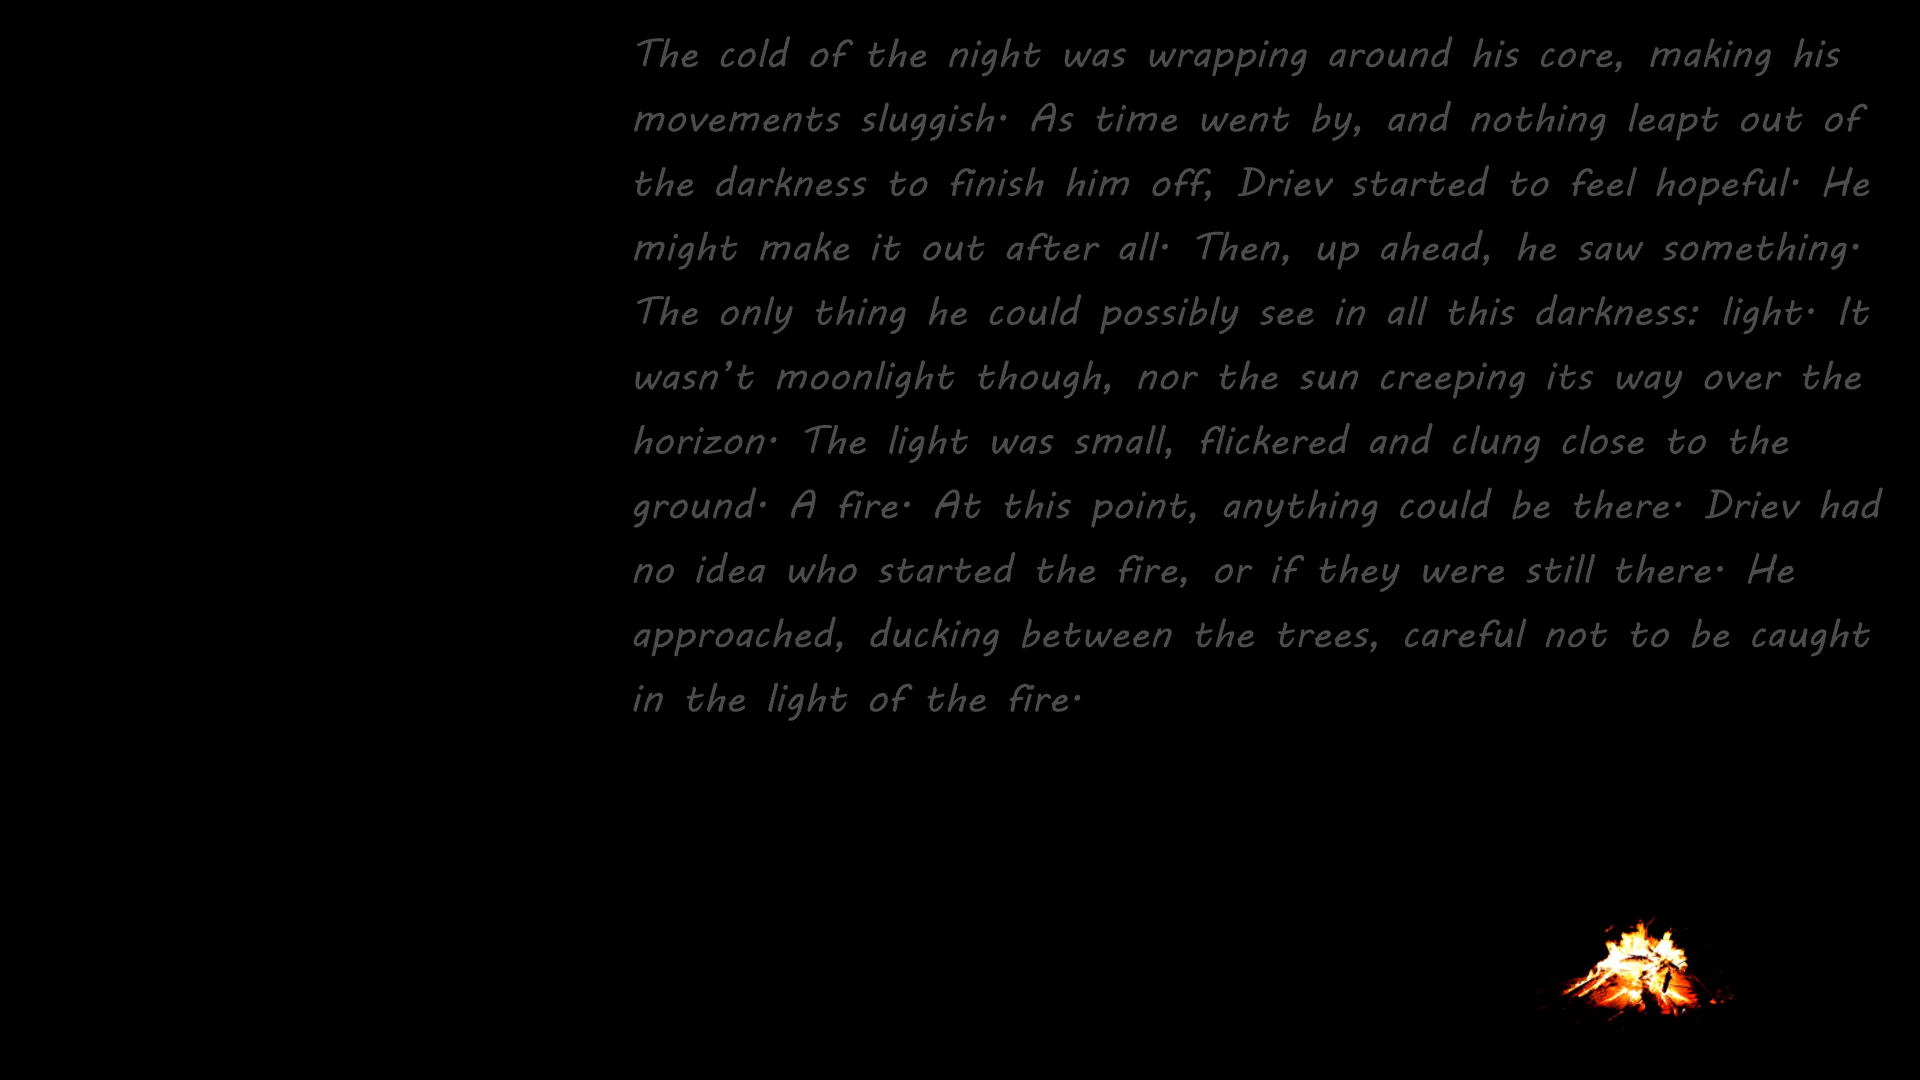 The cold of the night was wrapping around his core, making his
movements sluggish. As time went by, and nothing leapt out of
the darkness to finish him off, Driev started to feel hopeful. He
might make it out after all. Then, up ahead, he saw something.
The only thing he could possibly see in all this darkness: light. It
wasn’t moonlight though, nor the sun creeping its way over the
horizon. The light was small, flickered and clung close to the
ground. A fire. At this point, anything could be there. Driev had
no idea who started the fire, or if they were still there. He
approached, ducking between the trees, careful not to be caught
in the light of the fire.